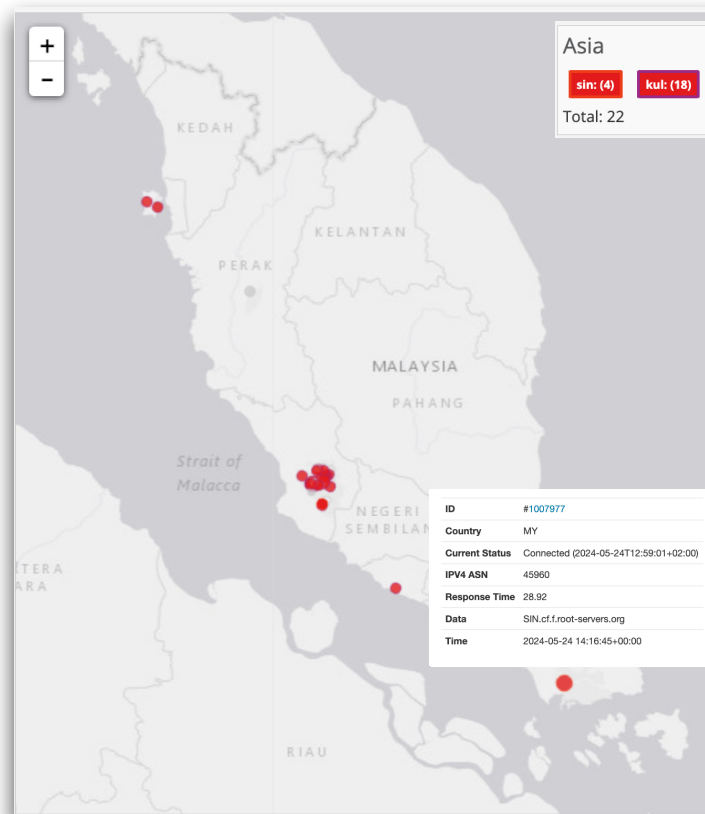 +
−
Asia
sin: (4) kul: (18)
Total: 22
KEDAH
KELANTAN
PERAK
MALAYSIA
PAHANG
Strait of
Malacca
NEGERI
SEMBILAN
TERA
ARA
RIAU
ID #1007977
Country MY
Current Status Connected (2024-05-24T12:59:01+02:00)
IPV4 ASN 45960
Response Time 28.92
Data SIN.cf.f.root-servers.org
Time 2024-05-24 14:16:45+00:00